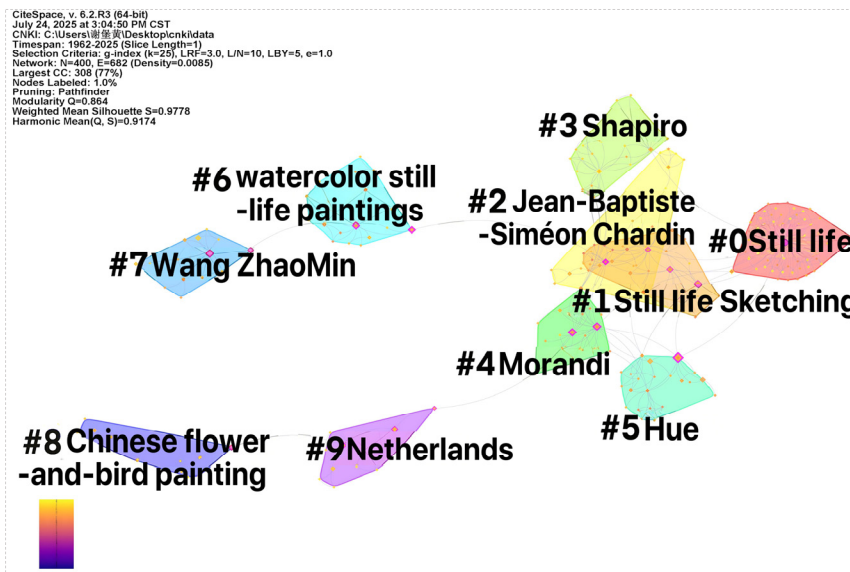 CiteSpace, v. 6.2.R3 (64-bit)
July 24, 2025 at 3:04:50 PM CST
CNKI: C:\Users\谢堡黄\Desktop\cnki\data
Timespan: 1962-2025 (Slice Length=1)
Selection Criteria: g-index (k=25), LRF=3.0, L/N=10, LBY=5, e=1.0
Network: N=400, E=682 (Density=0.0085)
Largest CC: 308 (77%)
Nodes Labeled: 1.0%
Pruning: Pathfinder
Modularity Q=0.864
Weighted Mean Silhouette S=0.9778
Harmonic Mean(Q, S)=0.9174
#3 Shapiro
#6 watercolor still
-life paintings
#2 Jean-Baptiste
-Siméon Chardin
#0Still life
#7Wang ZhaoMin
#1 Still life Sketching
#4 Morandi
#5 Hue
#8 Chinese flower
-and-bird painting
#9Netherlands